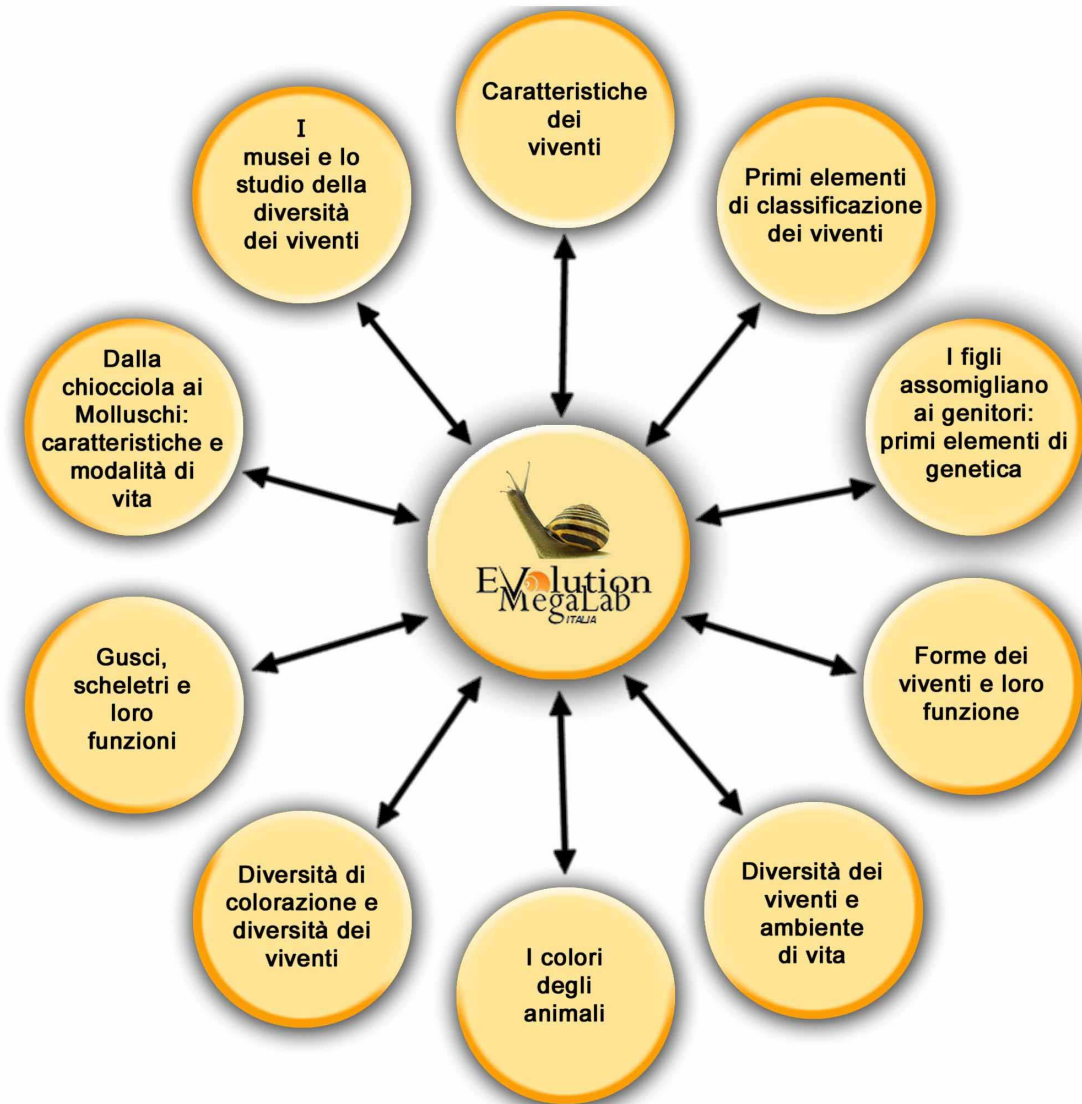 Caratteristiche
dei
viventi
Primi elementi
di classificazione
dei viventi
I figli
assomigliano
ai genitori:
primi elementi di
genetica
Forme dei
viventi e loro
funzione
Diversità dei
viventi e
ambiente
di vita
I colori
degli
animali
Diversità di
colorazione e
diversità dei
viventi
Gusci,
scheletri e
loro
funzioni
Dalla
chiocciola ai
Molluschi:
caratteristiche e
modalità di
vita
I
musei e lo
studio della
diversità
dei viventi
Evolution
MegaLab
ITALIA